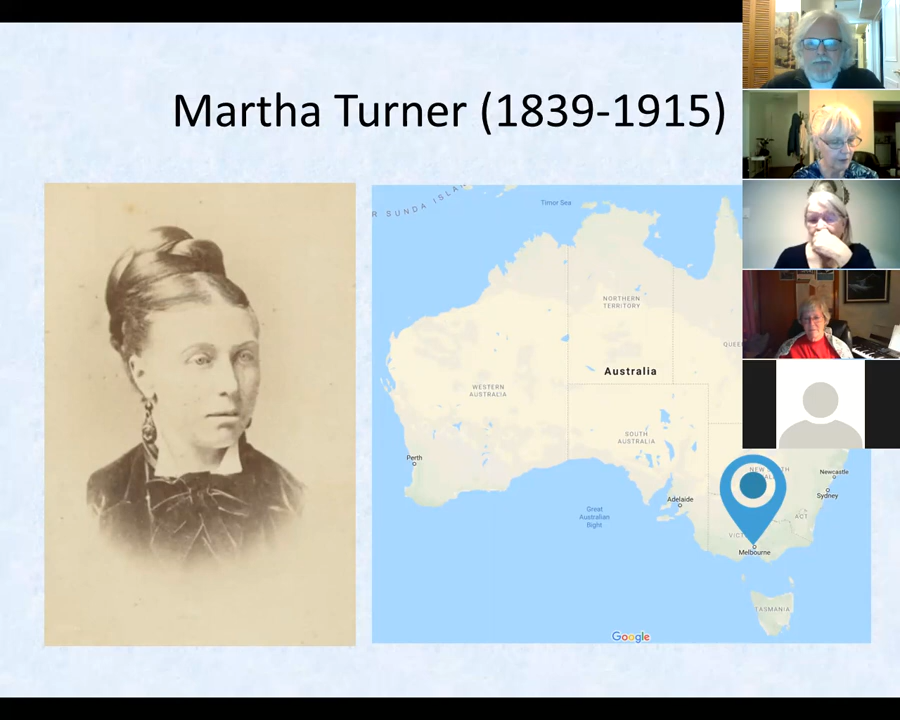 Martha Turner (1839-1915)
R SUNDA ISLA
Timor Sea
NORTHERN
TERRITORY
QUEE
Australia
WESTERN
AUSTRALIA
SOUTH
AUSTRALIA
Perth
NEW
TH
Newcastle
Adelaide
Sydney
Great
Australian
Bight
ACT
VICT
Melbourne
TASMANIA
Google